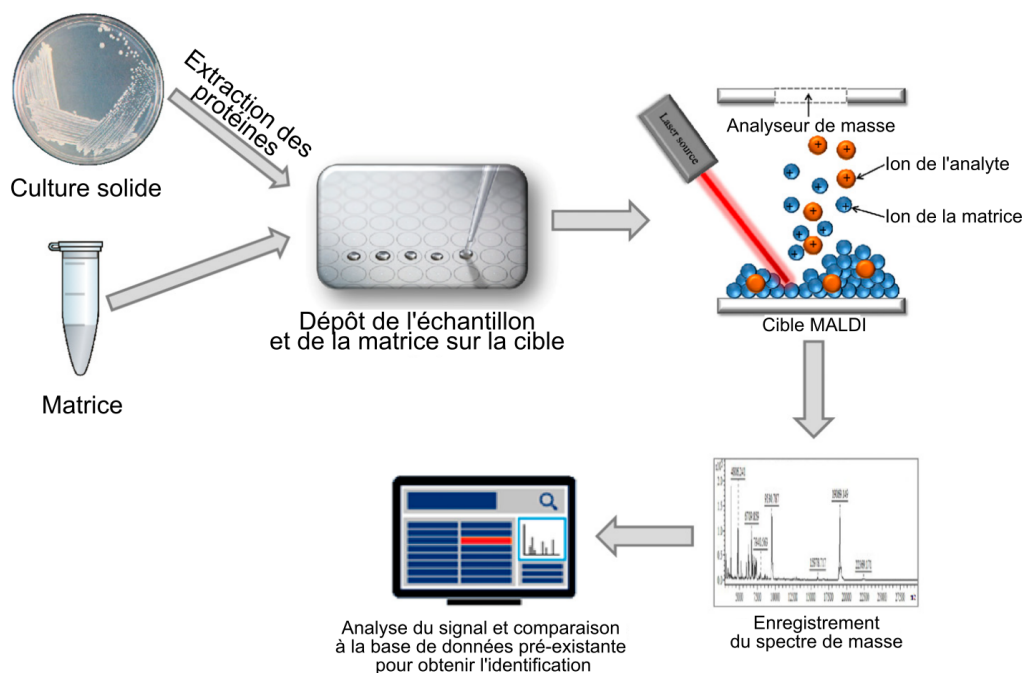 Culture solide
Extraction des
protéines
Matrice
Dépôt de l'échantillon
et de la matrice sur la cible
Laser source
Analyseur de masse
Ion de l'analyte
Ion de la matrice
Cible MALDI
Enregistrement
du spectre de masse
Analyse du signal et comparaison
à la base de données pré-existante
pour obtenir l'identification